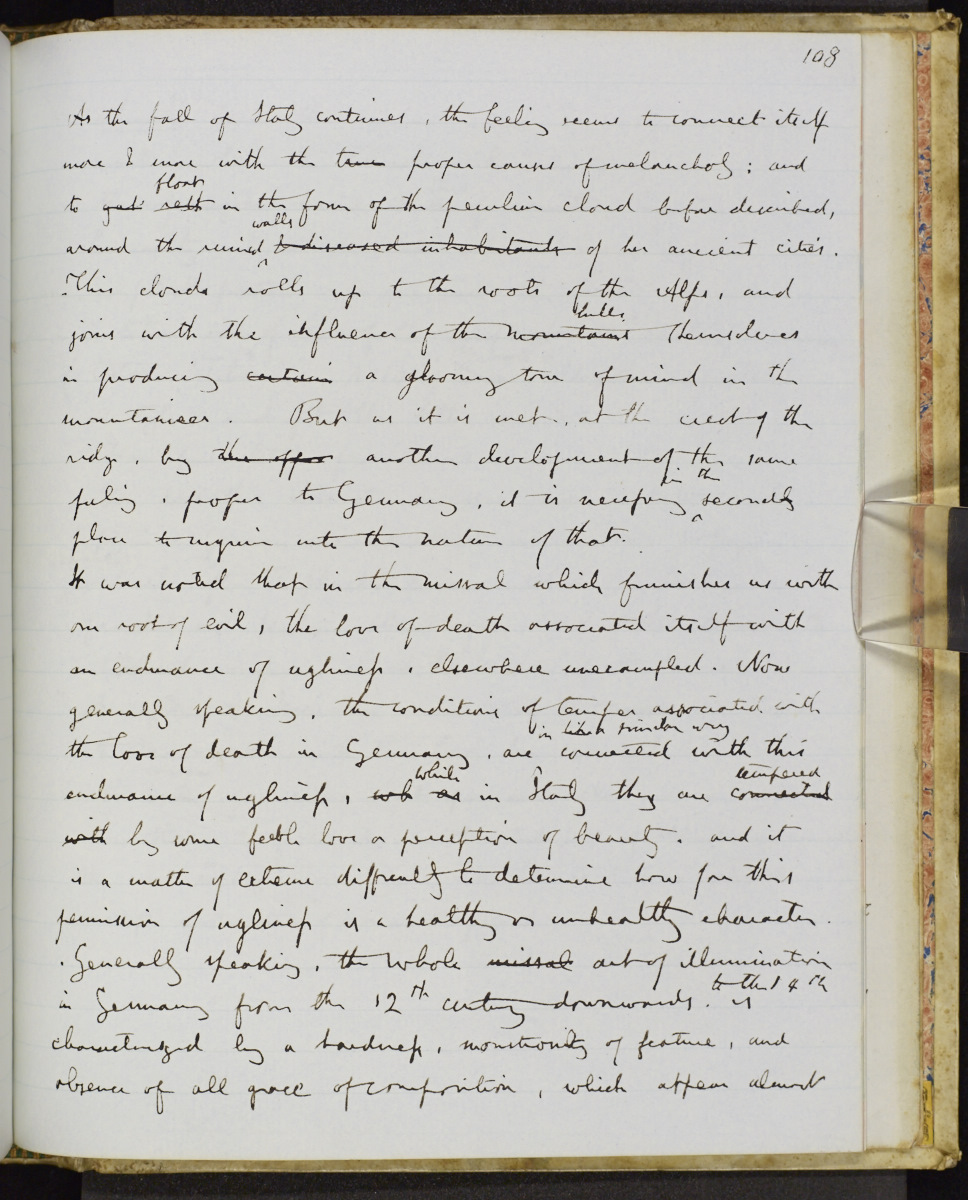 108
As the fall of Italy continues, the feeling seems to connect itself
more & more with the true proper causes of melancholy; and
float
to rest in the form of the peculiar cloud before described,
walls
around the ruined & diseased inhabitants of her ancient cities.
This clouds rolls up to the roots of the Alps, and
hills
joins with the influence of the mountains themselves
in producing certain a gloomy tone of mind in the
mountaineer. But as it is met, at the crest of the
ridge, by the another development of the same
in the
feeling, proper to Germany, it is necessary secondly
place to inquire into the nature of that.
It was noted that in the missal which furnishes us with
our root of evil, the love of death associated itself with
an endurance of ugliness, elsewhere unexampled. Now
generally speaking, the conditions of temper associated with
in similar way
the love of death in Germany, are connected with this
while tempered
endurance of ugliness, as in Italy they are connected
with by some feeble love or perception of beauty, and it
is a matter of extreme difficulty to determine how far this
permission of ugliness is a healthy or unhealthy character.
Generally speaking, the whole missal art of illumination
to the 14th
in Germany from the 12th century downwards. is
characterized by a hardness, monstrosity of feature, and
absence of all grace of composition, which appear almost